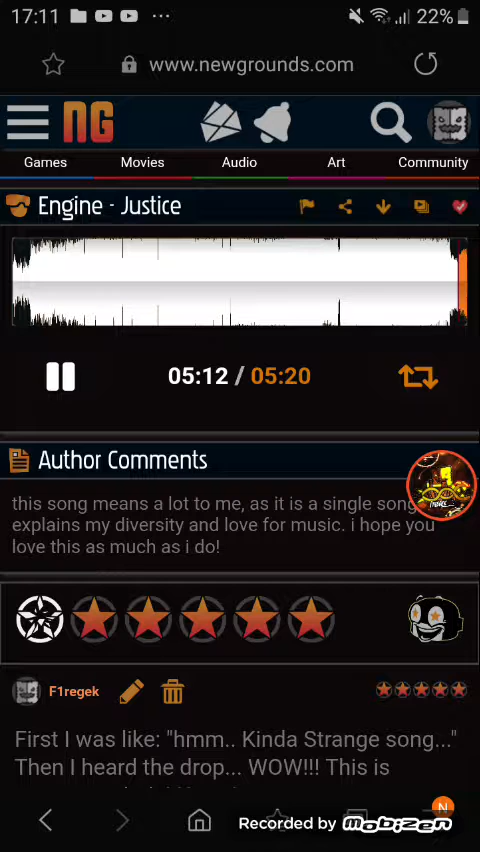 17:11
22%
www.newgrounds.com
NG
Games Movies Audio Art Community
Engine - Justice
05:12 / 05:20
Author Comments
this song means a lot to me, as it is a single song
explains my diversity and love for music. i hope you
love this as much as i do!
F1regek
First I was like: "hmm.. Kinda Strange song..."
Then I heard the drop... WOW!!! This is
N
Recorded by MOBIZEN